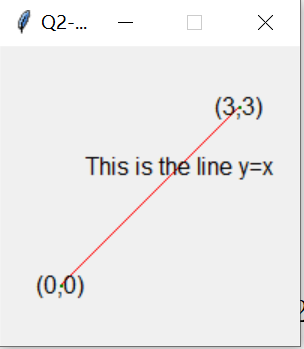 Q2-...
(3,3)
This is the line y=x
(0,0)